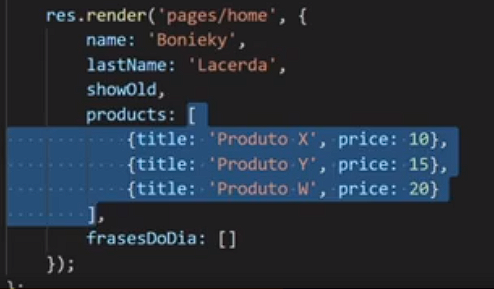 res.render('pages/home', {
name: 'Bonieky',
lastName: 'Lacerda',
showOld,
products: [
{title: 'Produto X', price: 10},
{title: 'Produto Y', price: 15},
{title: 'Produto W', price: 20}
],
frasesDoDia: []
});
};